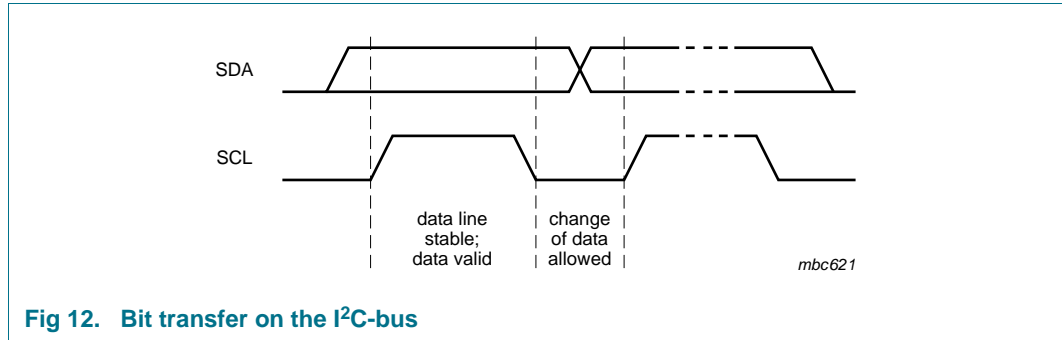 SDA
SCL
data line
stable;
data valid
change
of data
allowed
mbc621
Fig 12. Bit transfer on the I²C-bus